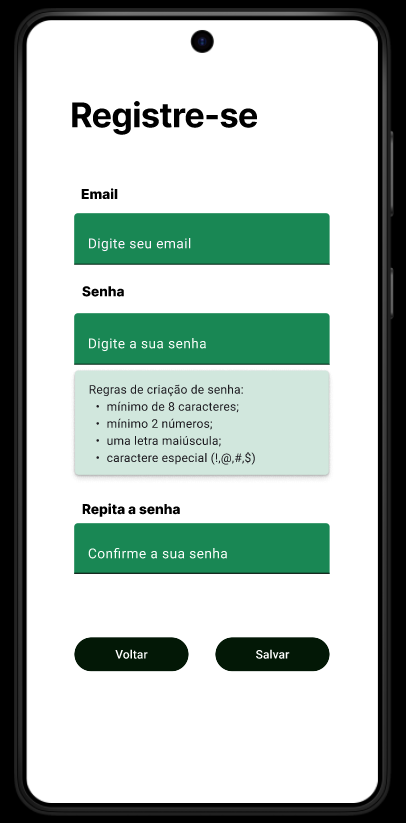 Registre-se
Email
Digite seu email
Senha
Digite a sua senha
Regras de criação de senha:
• mínimo de 8 caracteres;
• mínimo 2 números;
• uma letra maiúscula;
• caractere especial (!,@,#,$)
Repita a senha
Confirme a sua senha
Voltar
Salvar